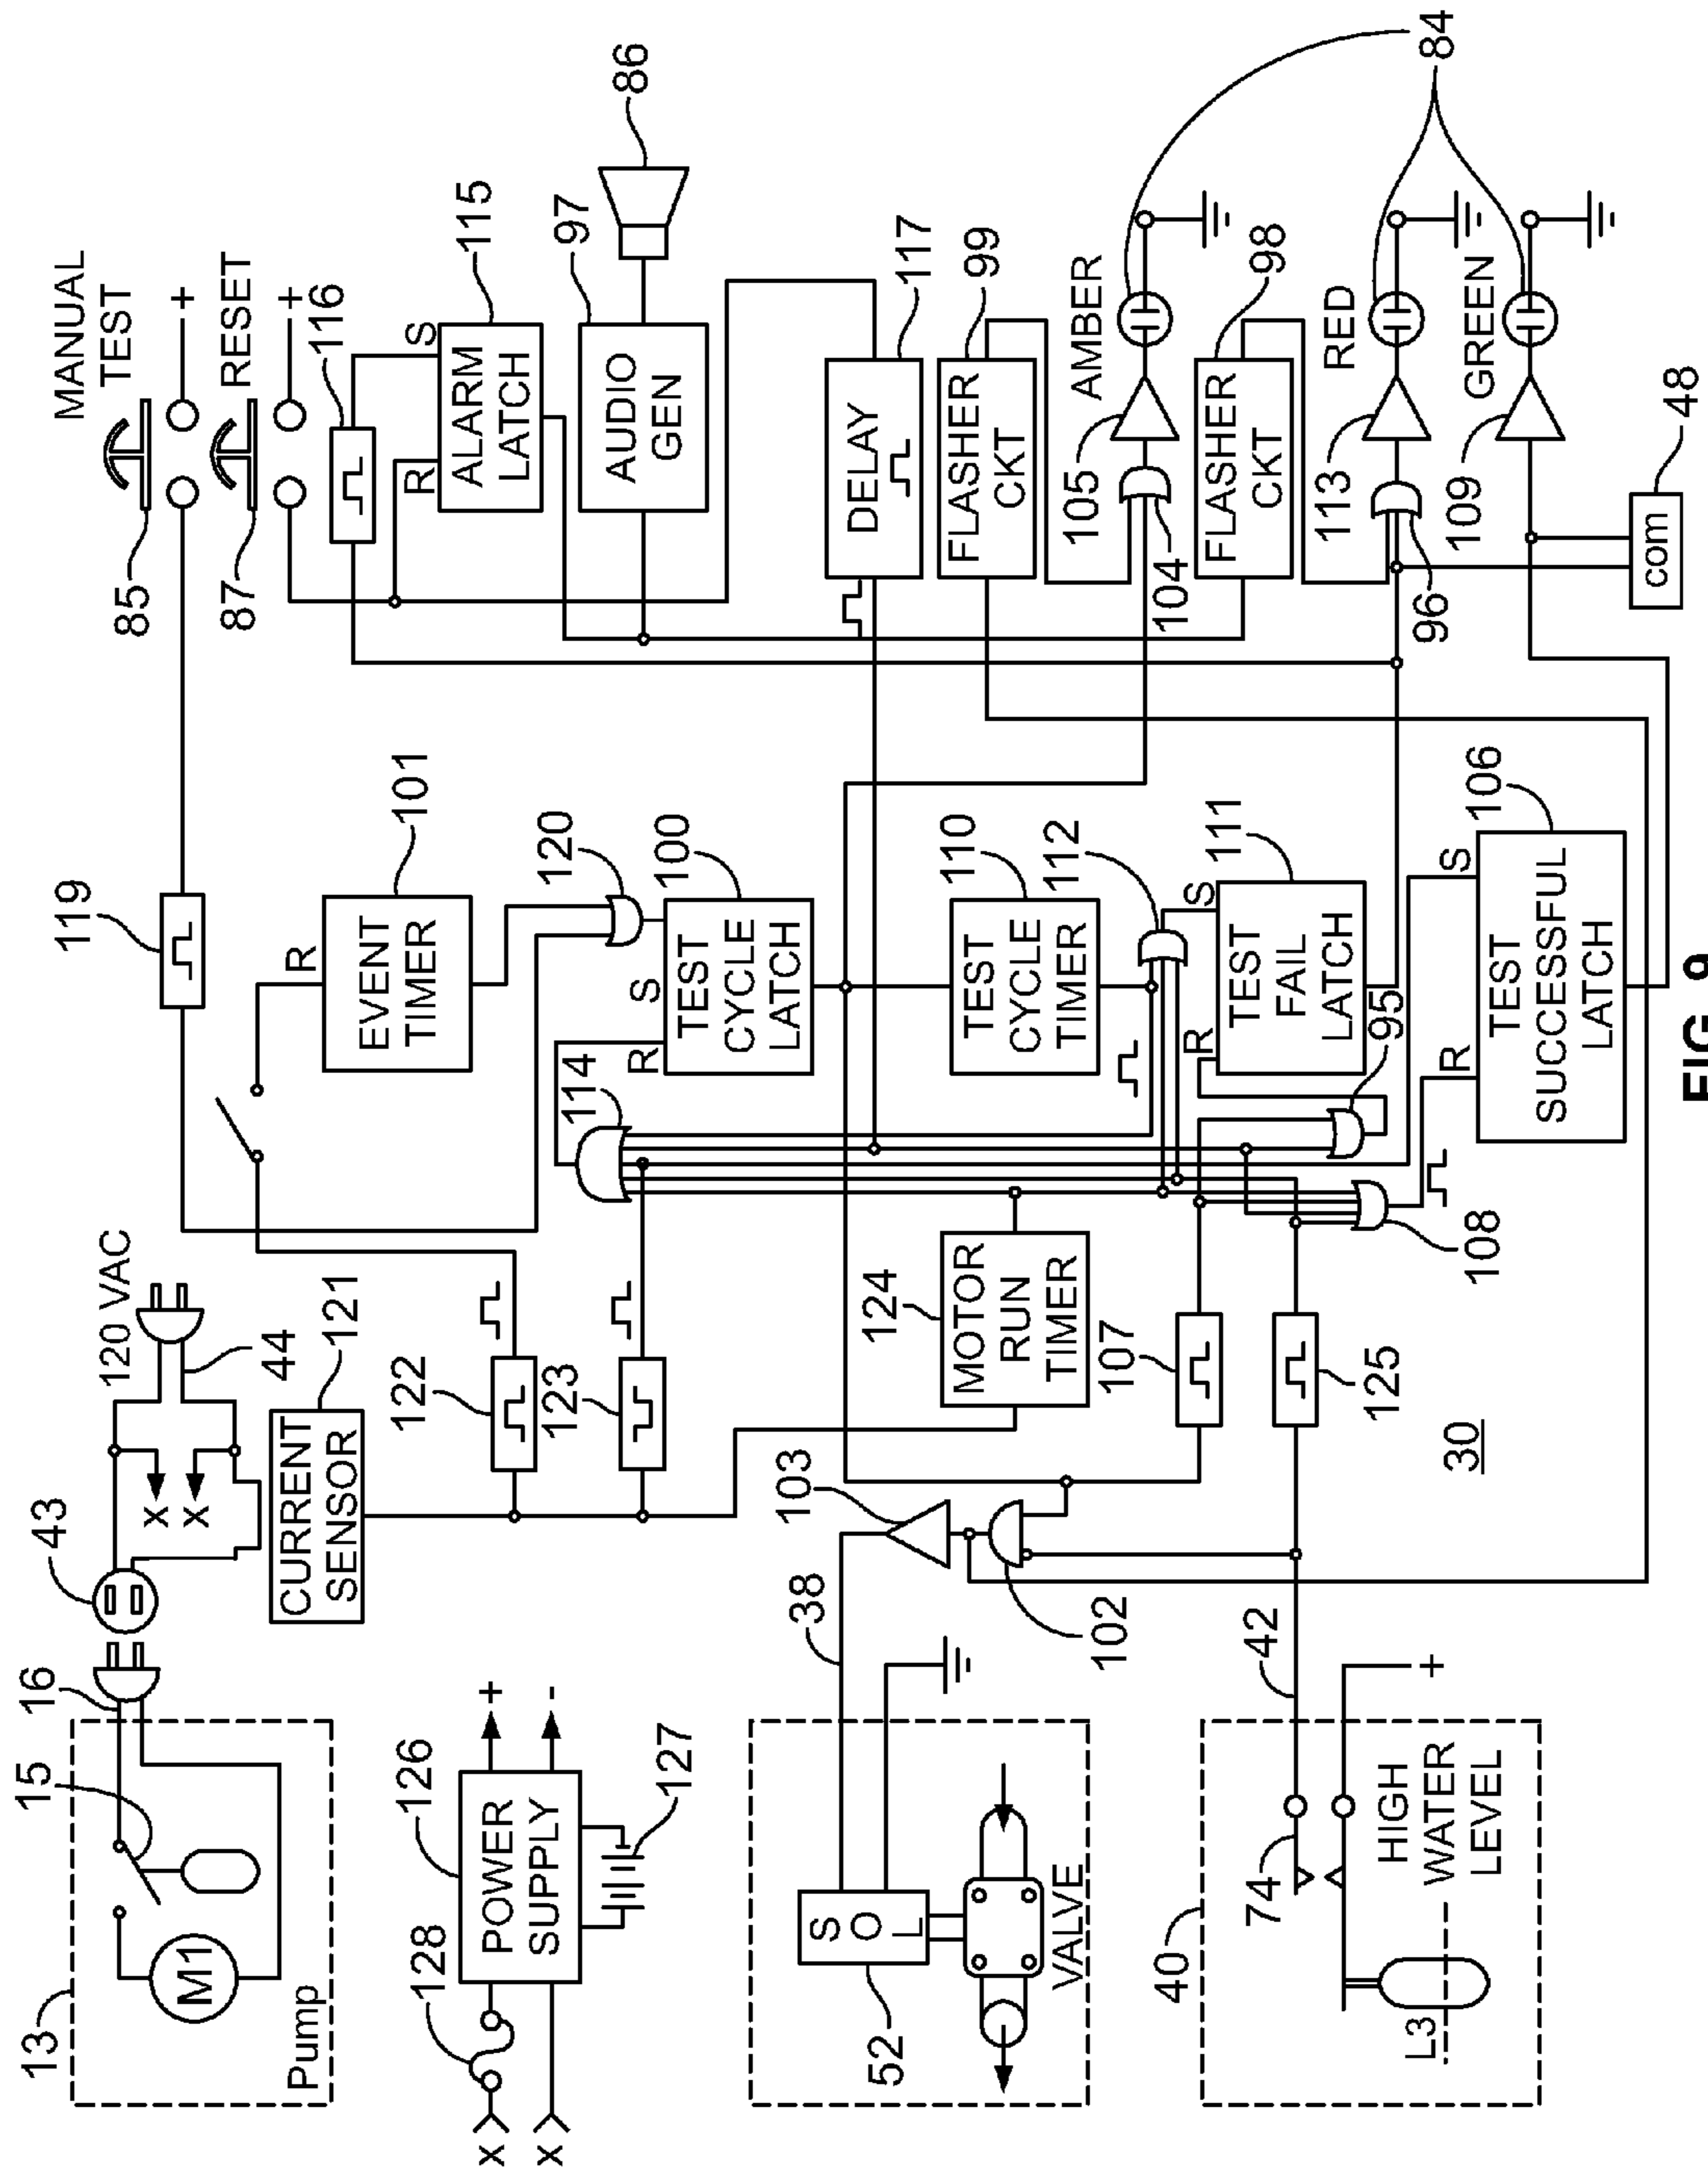 MANUAL
TEST
+
85
RESET
+
87
116
119
S
R
ALARM
LATCH
115
AUDIO
GEN
97
86
DELAY
117
FLASHER
CKT
99
AMBER
105
104
FLASHER
CKT
98
RED
113
96
GREEN
109
84
com
48
R
EVENT
TIMER
101
120
S
R
TEST
CYCLE
LATCH
100
114
TEST
CYCLE
TIMER
110
112
S
R
TEST
FAIL
LATCH
111
95
S
R
TEST
SUCCESSFUL
LATCH
106
108
120 VAC
44
43
X
X
CURRENT
SENSOR
121
122
123
124
MOTOR
RUN
TIMER
107
125
30
103
102
38
42
16
15
13
M1
Pump
POWER
SUPPLY
126
127
128
+
-
X
X
SOL
52
VALVE
40
74
+
HIGH
WATER
LEVEL
L3
FIG. 9